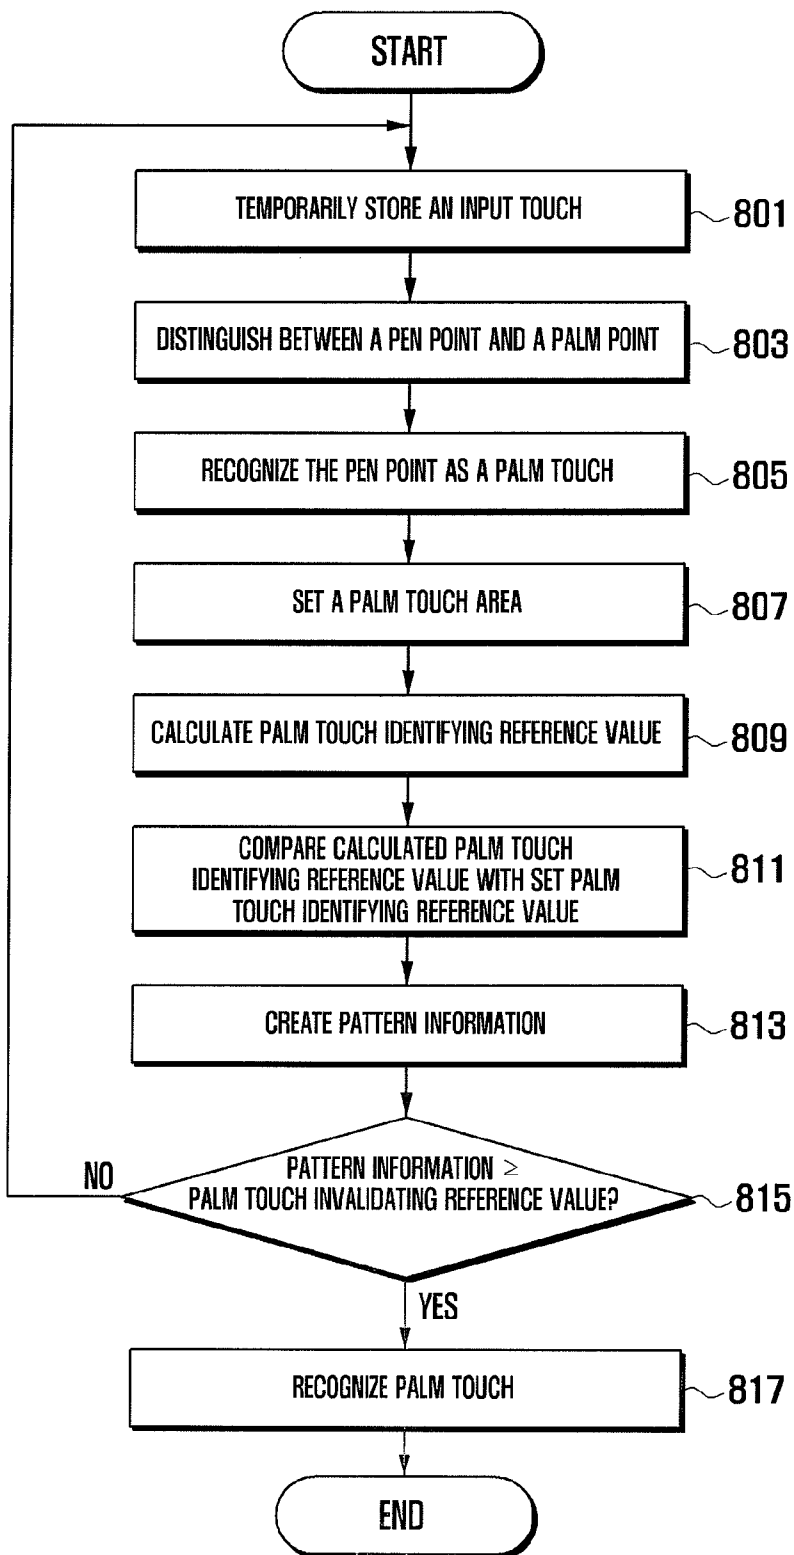 START
TEMPORARILY STORE AN INPUT TOUCH
801
DISTINGUISH BETWEEN A PEN POINT AND A PALM POINT
803
RECOGNIZE THE PEN POINT AS A PALM TOUCH
805
SET A PALM TOUCH AREA
807
CALCULATE PALM TOUCH IDENTIFYING REFERENCE VALUE
809
COMPARE CALCULATED PALM TOUCH
IDENTIFYING REFERENCE VALUE WITH SET PALM
TOUCH IDENTIFYING REFERENCE VALUE
811
CREATE PATTERN INFORMATION
813
NO
PATTERN INFORMATION ≥
PALM TOUCH INVALIDATING REFERENCE VALUE?
815
YES
RECOGNIZE PALM TOUCH
817
END